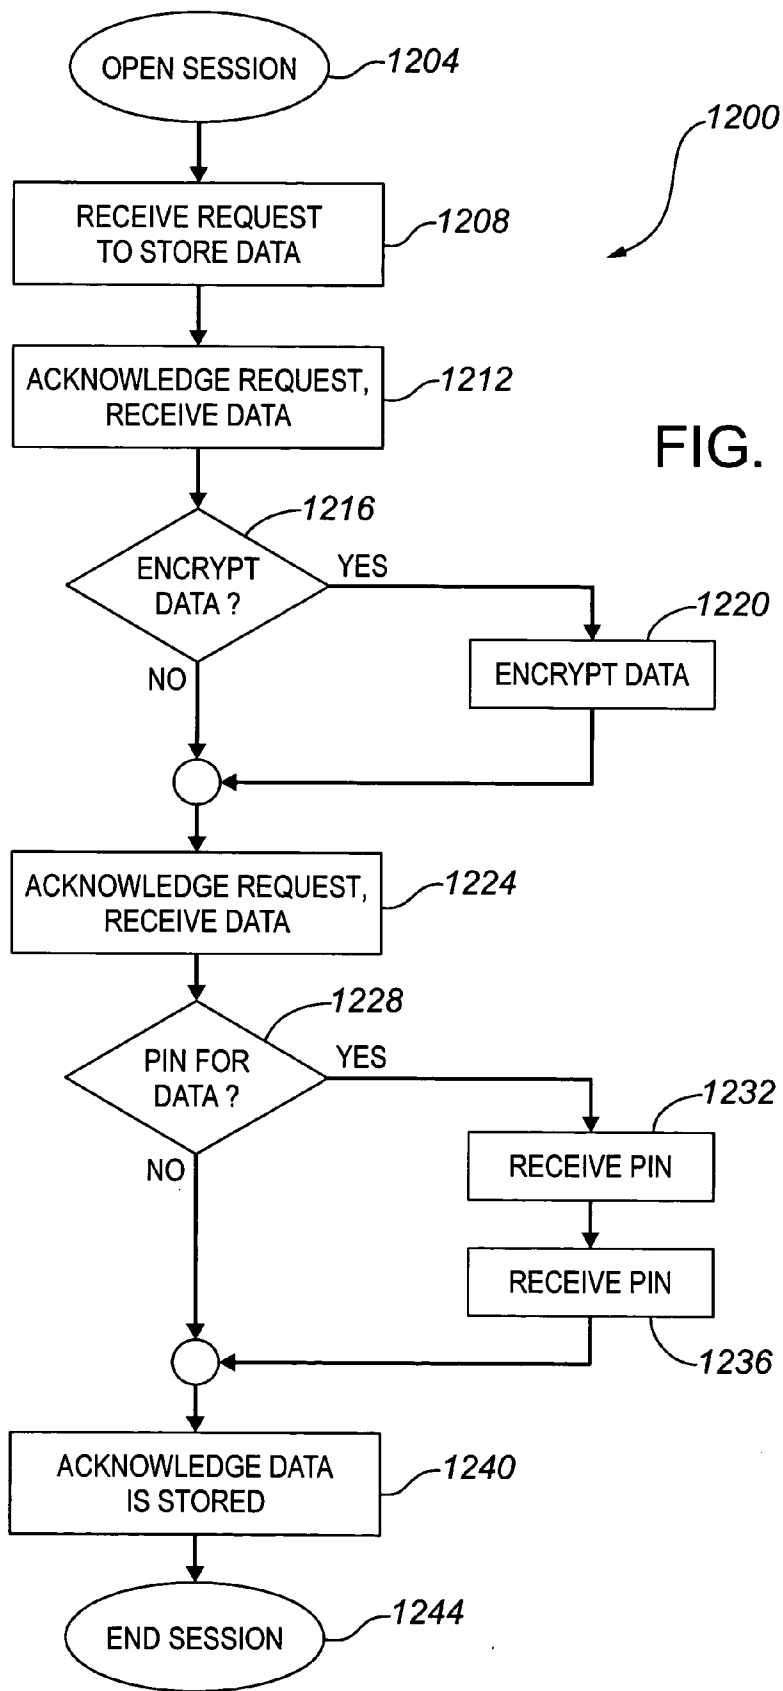 OPEN SESSION
1204
1200
RECEIVE REQUEST
TO STORE DATA
1208
ACKNOWLEDGE REQUEST,
RECEIVE DATA
1212
FIG.
1216
ENCRYPT
DATA ?
YES
1220
ENCRYPT DATA
NO
ACKNOWLEDGE REQUEST,
RECEIVE DATA
1224
1228
PIN FOR
DATA ?
YES
1232
RECEIVE PIN
NO
RECEIVE PIN
1236
ACKNOWLEDGE DATA
IS STORED
1240
END SESSION
1244